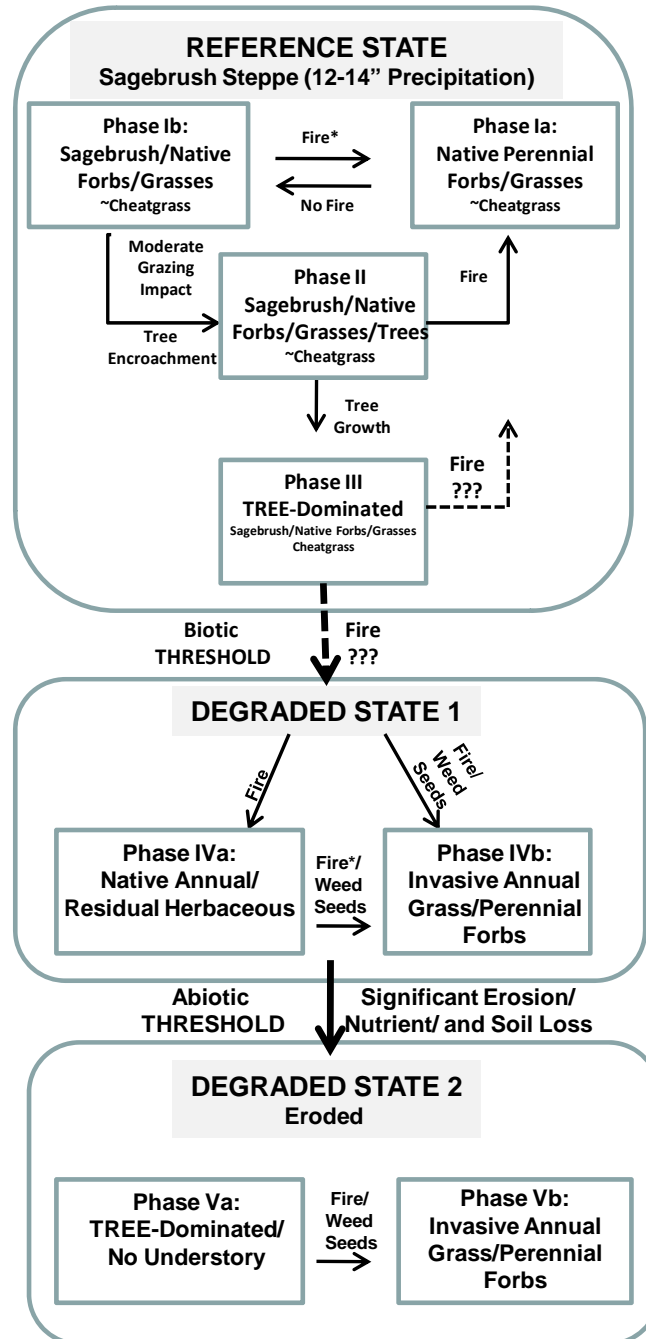 REFERENCE STATE
Sagebrush Steppe (12-14” Precipitation)
Phase Ib:
Sagebrush/Native
Forbs/Grasses
~Cheatgrass
Fire*
No Fire
Phase Ia:
Native Perennial
Forbs/Grasses
~Cheatgrass
Moderate
Grazing
Impact
Tree
Encroachment
Phase II
Sagebrush/Native
Forbs/Grasses/Trees
~Cheatgrass
Fire
Tree
Growth
Phase III
TREE-Dominated
Sagebrush/Native Forbs/Grasses
Cheatgrass
Fire
???
Biotic
THRESHOLD
Fire
???
DEGRADED STATE 1
Fire
Fire/
Weed
Seeds
Phase IVa:
Native Annual/
Residual Herbaceous
Fire*/
Weed
Seeds
Phase IVb:
Invasive Annual
Grass/Perennial
Forbs
Abiotic
THRESHOLD
Significant Erosion/
Nutrient/ and Soil Loss
DEGRADED STATE 2
Eroded
Phase Va:
TREE-Dominated/
No Understory
Fire/
Weed
Seeds
Phase Vb:
Invasive Annual
Grass/Perennial
Forbs